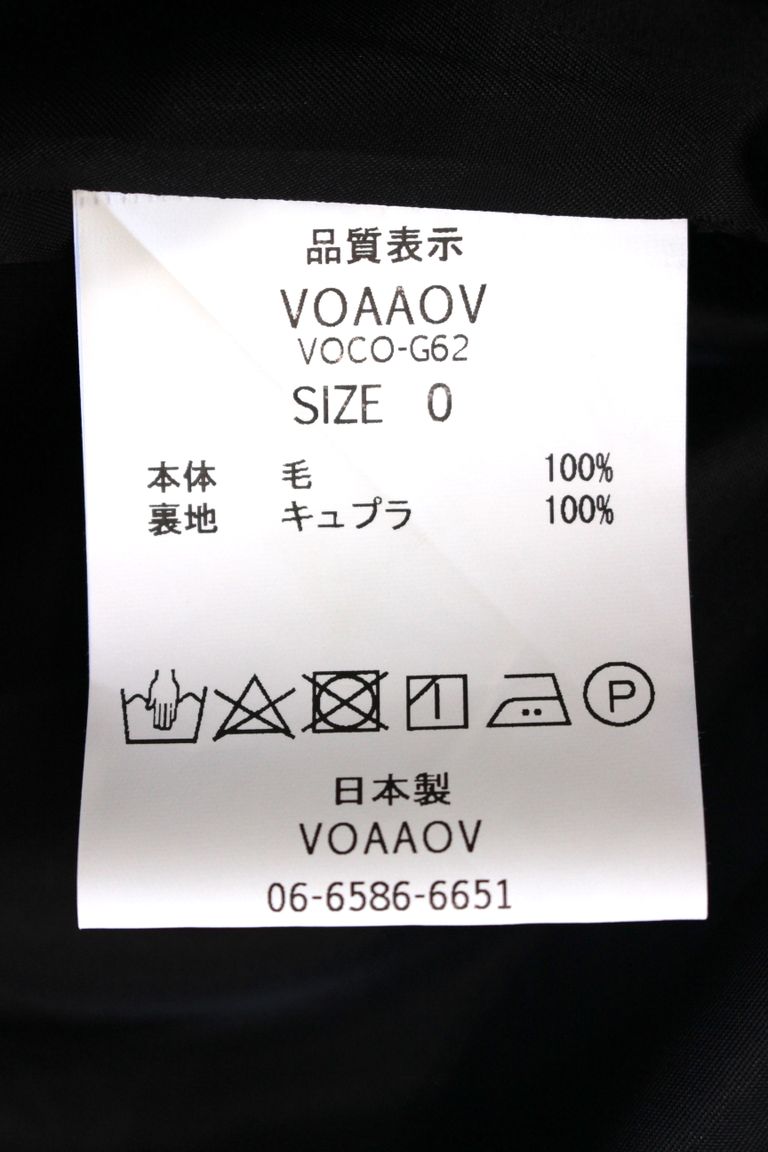 品質表示
VOAAOV
VOCO-G62
SIZE 0
本体 毛 100%
裏地 キュプラ 100%
P
日本製
VOAAOV
06-6586-6651